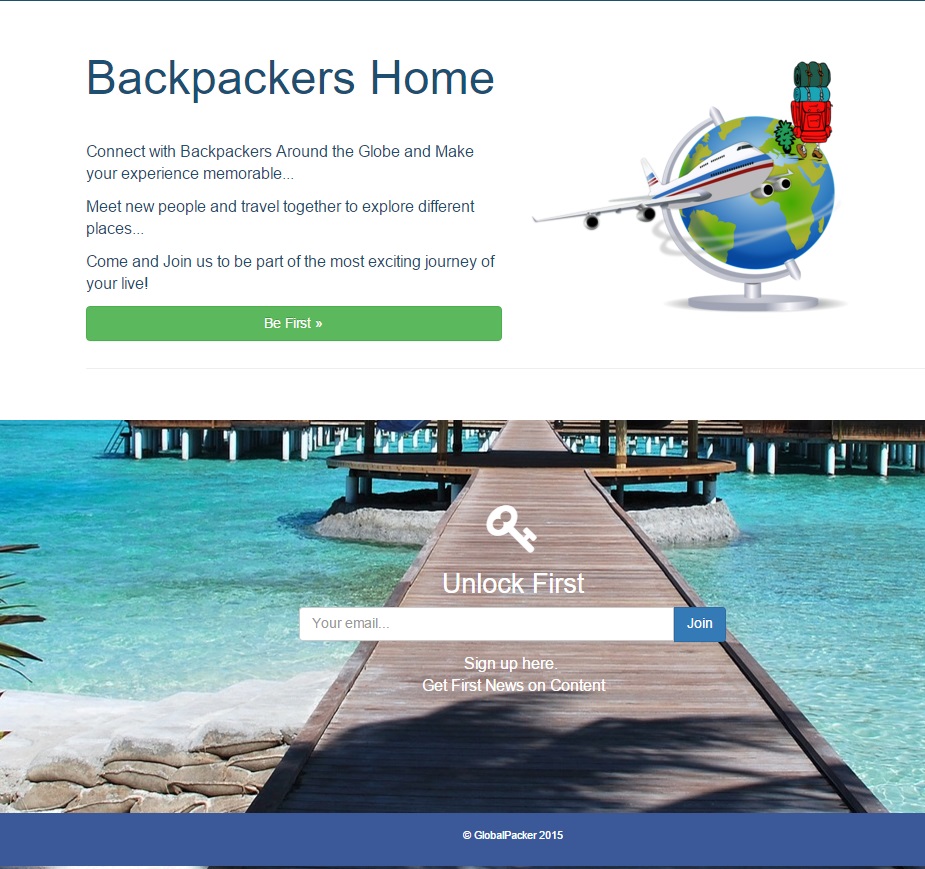 Backpackers Home
Connect with Backpackers Around the Globe and Make
your experience memorable...
Meet new people and travel together to explore different
places...
Come and Join us to be part of the most exciting journey of
your live!
Be First »
Unlock First
Your email...
Join
Sign up here.
Get First News on Content
© GlobalPacker 2015